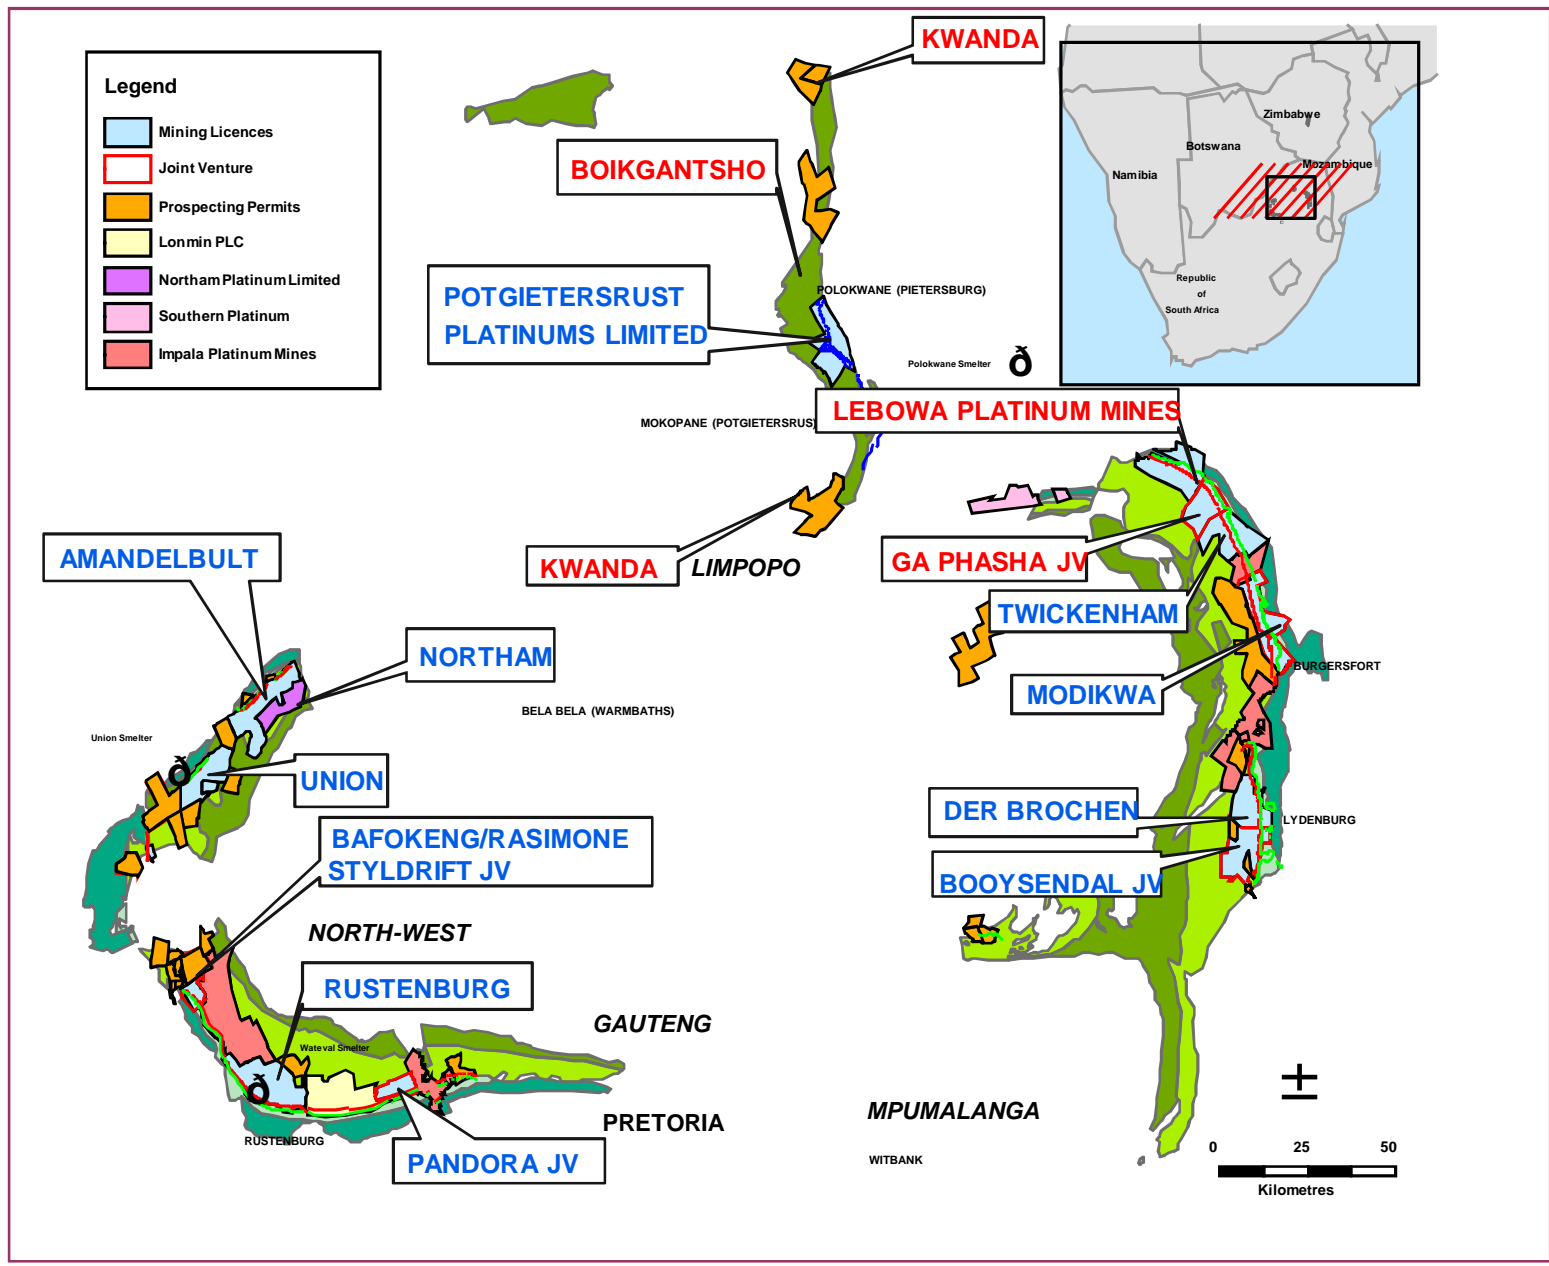 KWANDA
Legend
Mining Licences
Joint Venture
Prospecting Permits
Lonmin PLC
Northam Platinum Limited
Southern Platinum
Impala Platinum Mines
Zimbabwe
Botswana
Mozambique
Namibia
Republic
of
South Africa
BOIKGANTSHO
POTGIETERSRUST
PLATINUMS LIMITED
POLOKWANE (PIETERSBURG)
Polokwane Smelter
ð
LEBOWA PLATINUM MINES
MOKOPANE (POTGIETERSRUS)
KWANDA
LIMPOPO
GA PHASHA JV
TWICKENHAM
MODIKWA
BURGERSFORT
AMANDELBULT
NORTHAM
BELA BELA (WARMBATHS)
Union Smelter
ð
UNION
BAFOKENG/RASIMONE
STYLDRIFT JV
DER BROCHEN
LYDENBURG
BOOYSENDAL JV
NORTH-WEST
RUSTENBURG
GAUTENG
Wateval Smelter
ð
RUSTENBURG
PRETORIA
PANDORA JV
MPUMALANGA
WITBANK
±
0 25 50
Kilometres